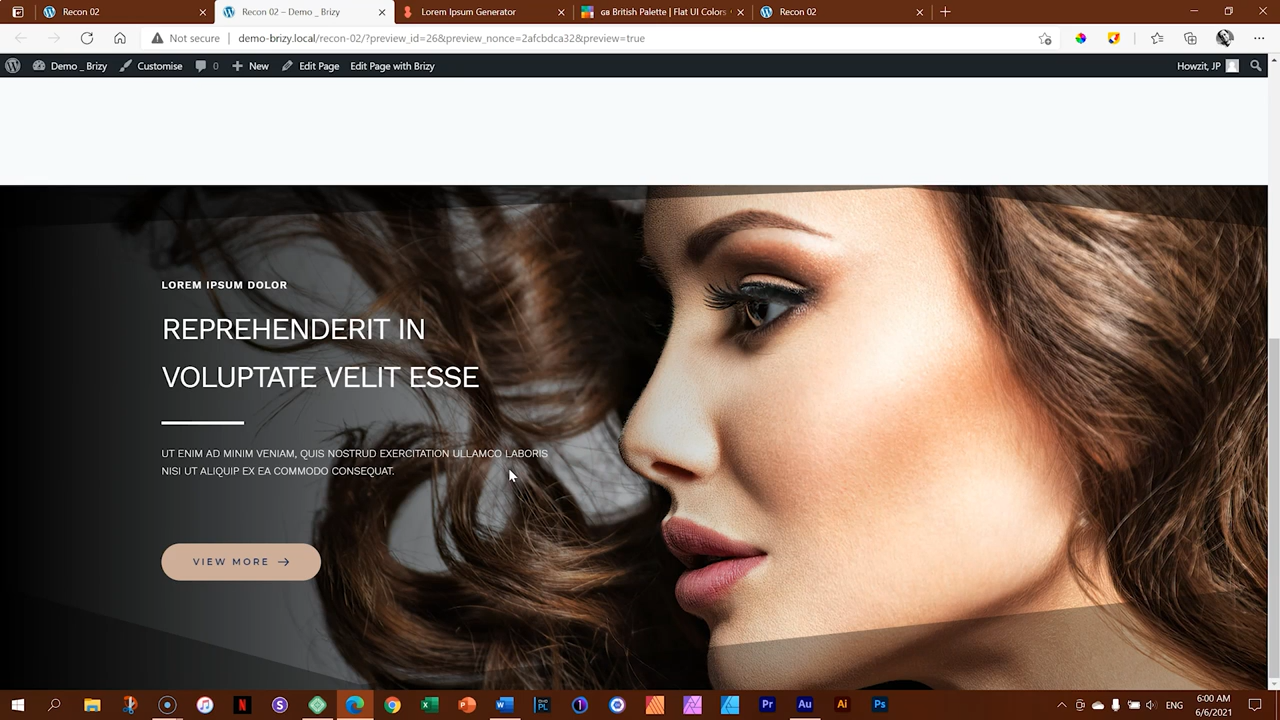 Recon 02
Recon 02 – Demo _ Brizy
Lorem Ipsum Generator
GB British Palette | Flat UI Colors
Recon 02
Not secure
demo-brizy.local/recon-02/?preview_id=26&preview_nonce=2afcbdca32&preview=true
Demo _ Brizy
Customise
0
New
Edit Page
Edit Page with Brizy
Howzit, JP
LOREM IPSUM DOLOR
REPREHENDERIT IN
VOLUPTATE VELIT ESSE
UT ENIM AD MINIM VENIAM, QUIS NOSTRUD EXERCITATION ULLAMCO LABORIS
NISI UT ALIQUIP EX EA COMMODO CONSEQUAT.
VIEW MORE
ENG
6:00 AM
6/6/2021